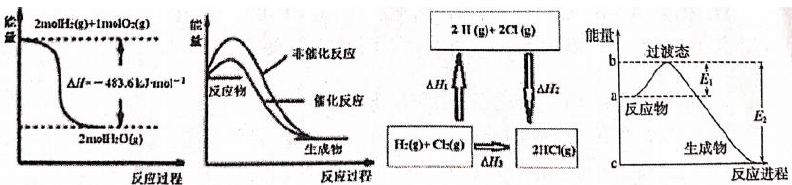 能量
2molH₂(g)+1molO₂(g)
ΔH=-483.6kJ·mol⁻¹
2molH₂O(g)
反应过程
能量
非催化反应
反应物
催化反应
生成物
反应过程
2 H (g)+ 2Cl (g)
ΔH₁
ΔH₂
H₂(g)+Cl₂(g)
ΔH₃
2HCl(g)
能量
过渡态
b
E₁
a
反应物
E₂
生成物
c
反应进程